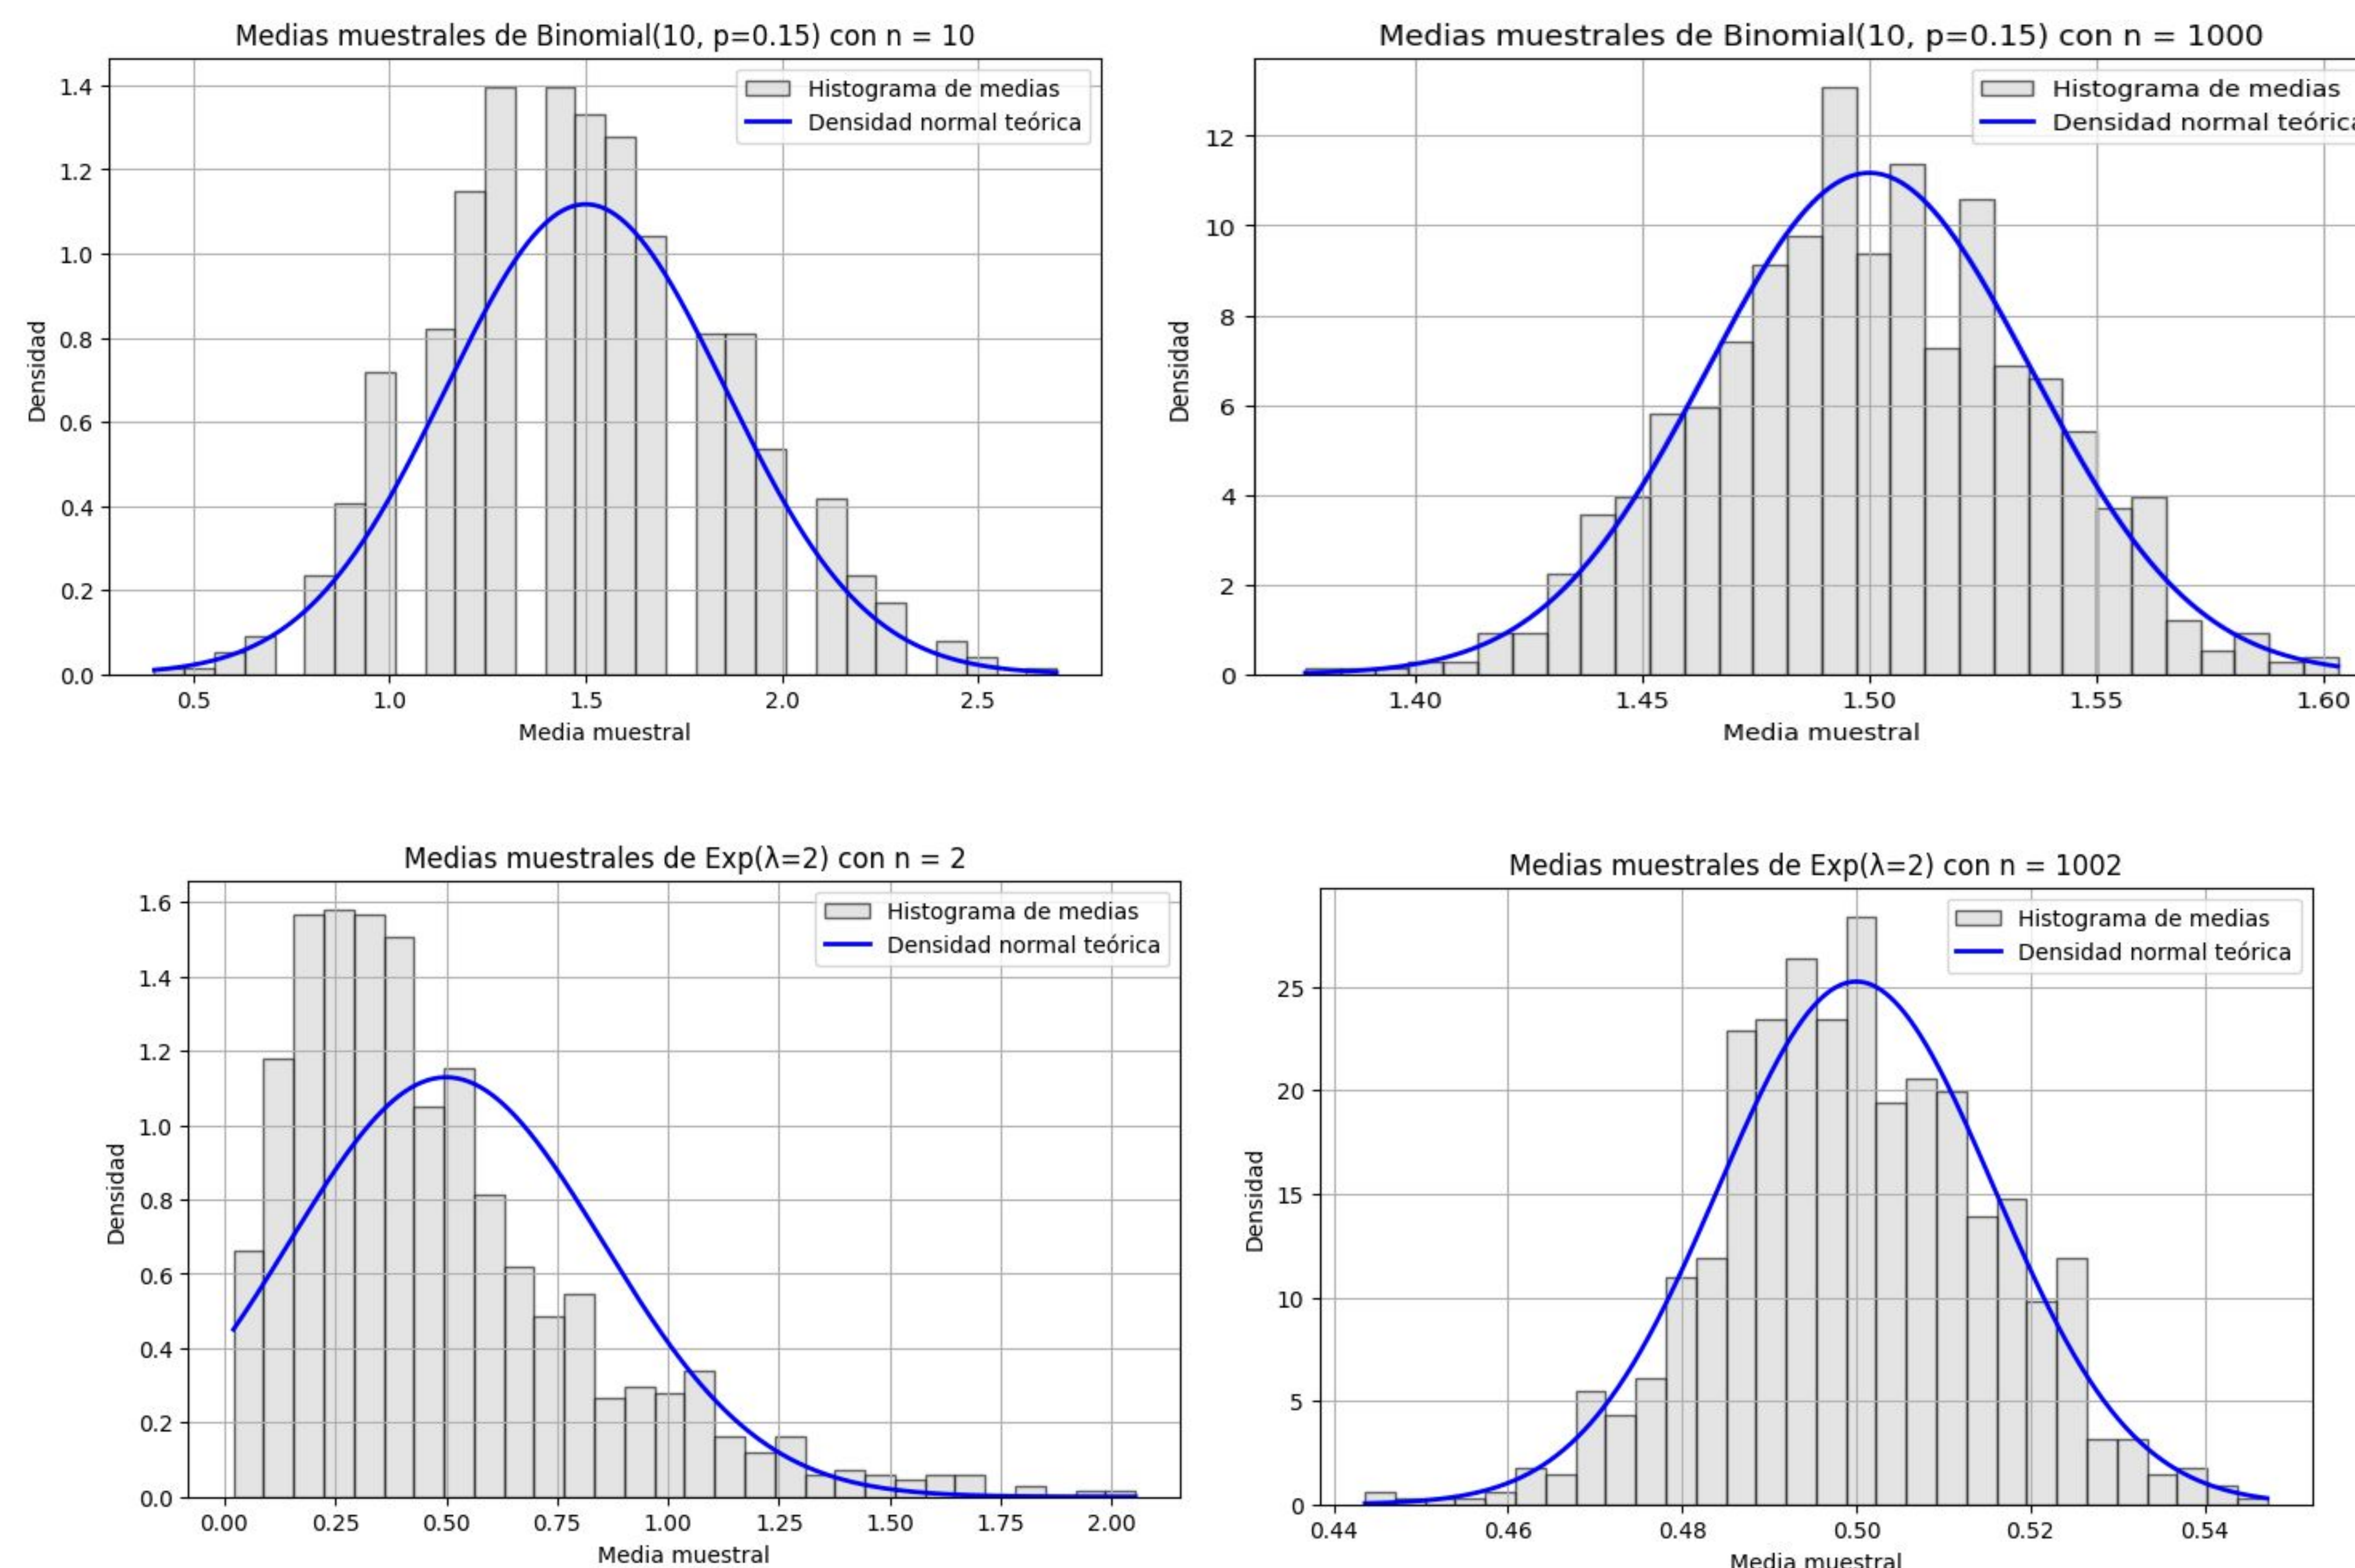 Medias muestrales de Binomial(10, p=0.15) con n = 10
Histograma de medias
Densidad normal teórica
Densidad
1.4
1.2
1.0
0.8
0.6
0.4
0.2
0.0
0.5 1.0 1.5 2.0 2.5
Media muestral
Medias muestrales de Binomial(10, p=0.15) con n = 1000
Histograma de medias
Densidad normal teórica
Densidad
12
10
8
6
4
2
0
1.40 1.45 1.50 1.55 1.60
Media muestral
Medias muestrales de Exp(λ=2) con n = 2
Histograma de medias
Densidad normal teórica
Densidad
1.6
1.4
1.2
1.0
0.8
0.6
0.4
0.2
0.0
0.00 0.25 0.50 0.75 1.00 1.25 1.50 1.75 2.00
Media muestral
Medias muestrales de Exp(λ=2) con n = 1002
Histograma de medias
Densidad normal teórica
Densidad
25
20
15
10
5
0
0.44 0.46 0.48 0.50 0.52 0.54
Media muestral